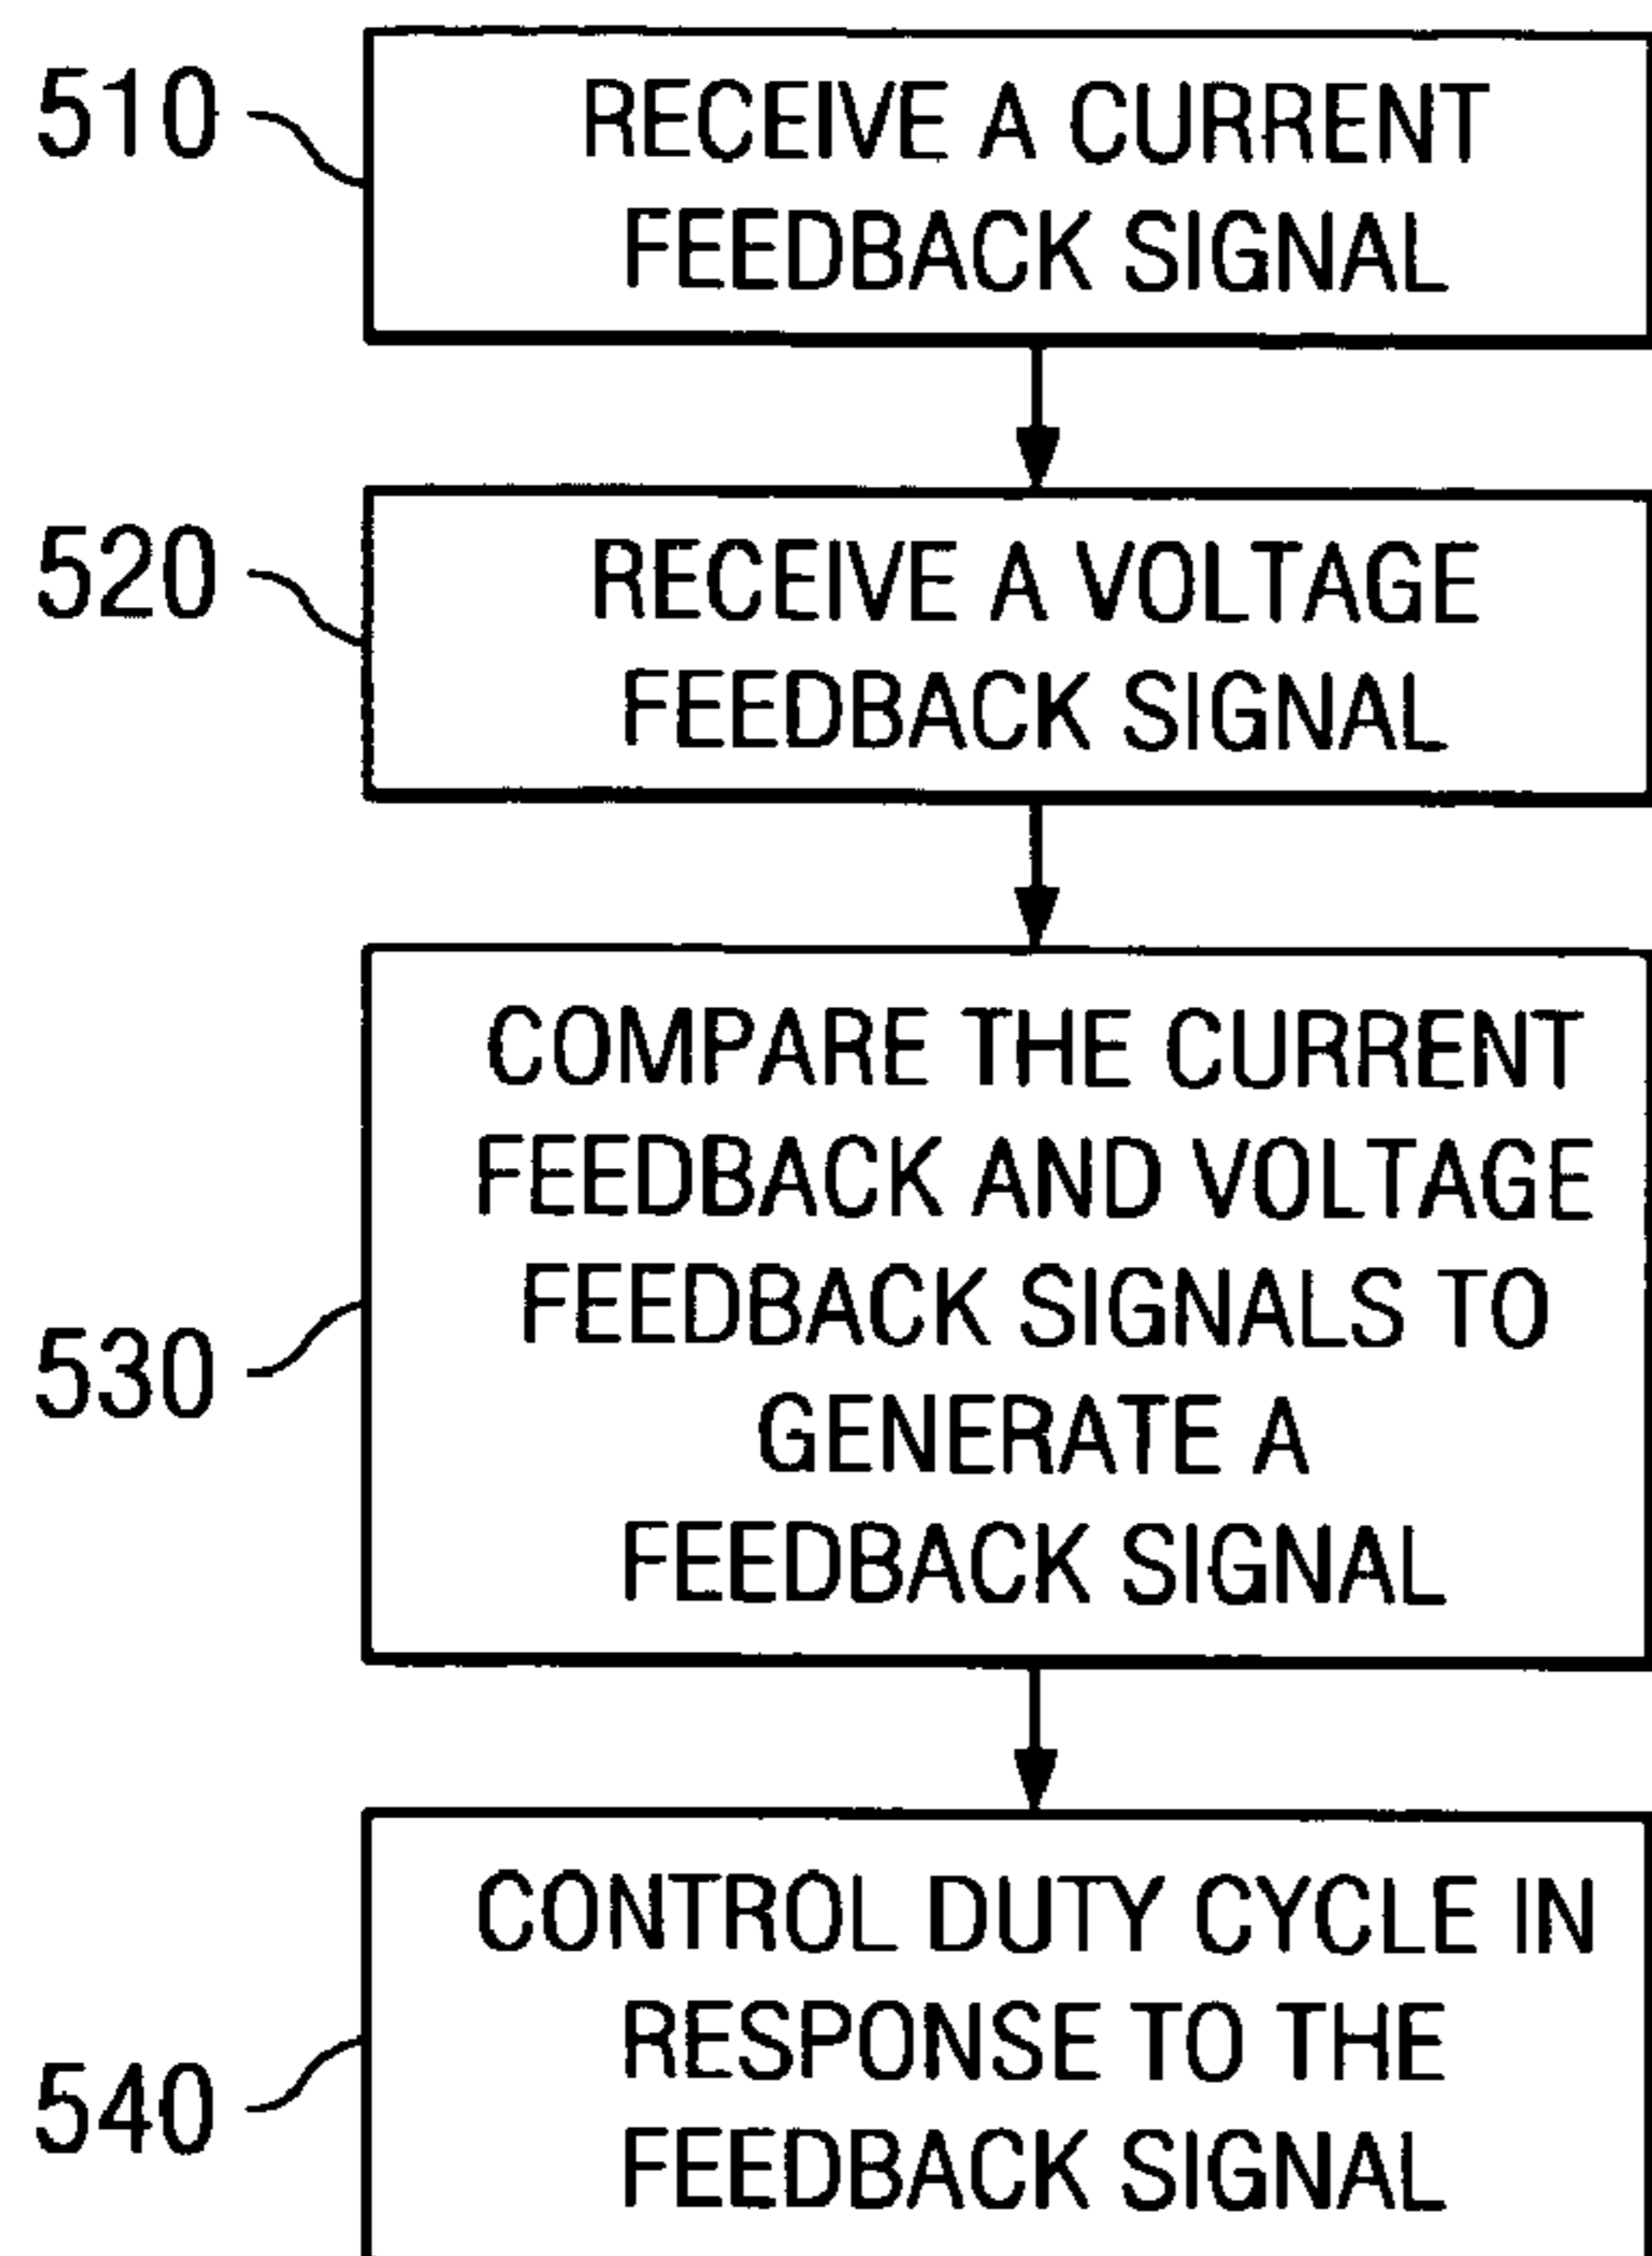 510
RECEIVE A CURRENT
FEEDBACK SIGNAL
520
RECEIVE A VOLTAGE
FEEDBACK SIGNAL
530
COMPARE THE CURRENT
FEEDBACK AND VOLTAGE
FEEDBACK SIGNALS TO
GENERATE A
FEEDBACK SIGNAL
540
CONTROL DUTY CYCLE IN
RESPONSE TO THE
FEEDBACK SIGNAL